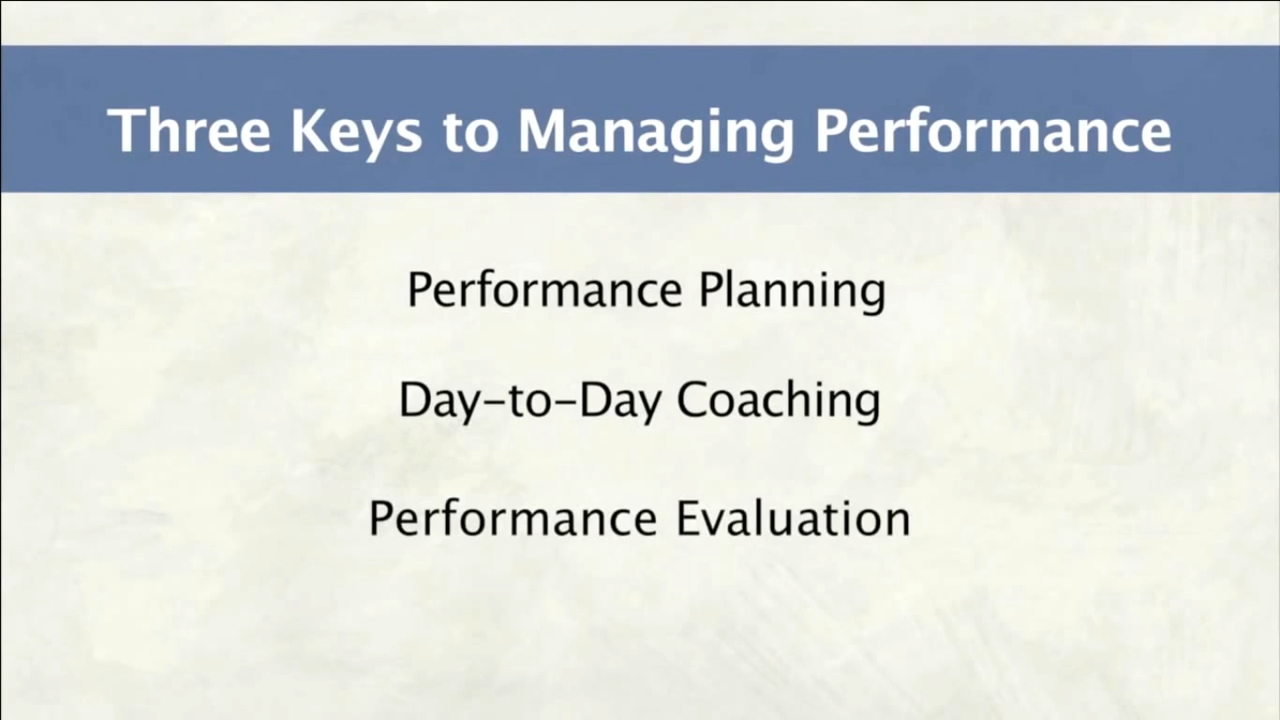 Three Keys to Managing Performance
Performance Planning
Day-to-Day Coaching
Performance Evaluation